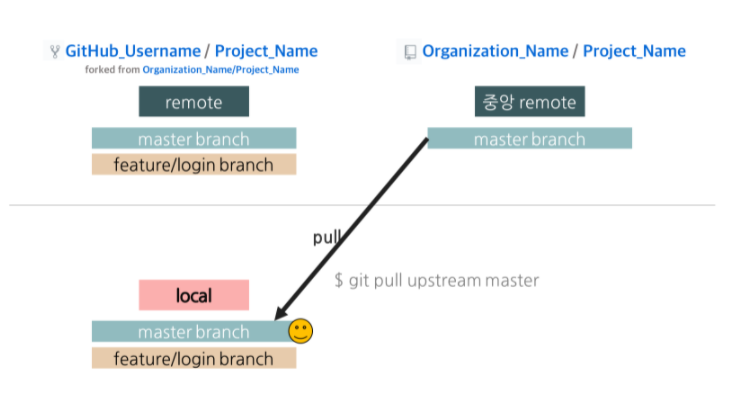 GitHub_Username / Project_Name
forked from Organization_Name/Project_Name
remote
master branch
feature/login branch
Organization_Name / Project_Name
중앙 remote
master branch
pull
$ git pull upstream master
local
master branch
feature/login branch